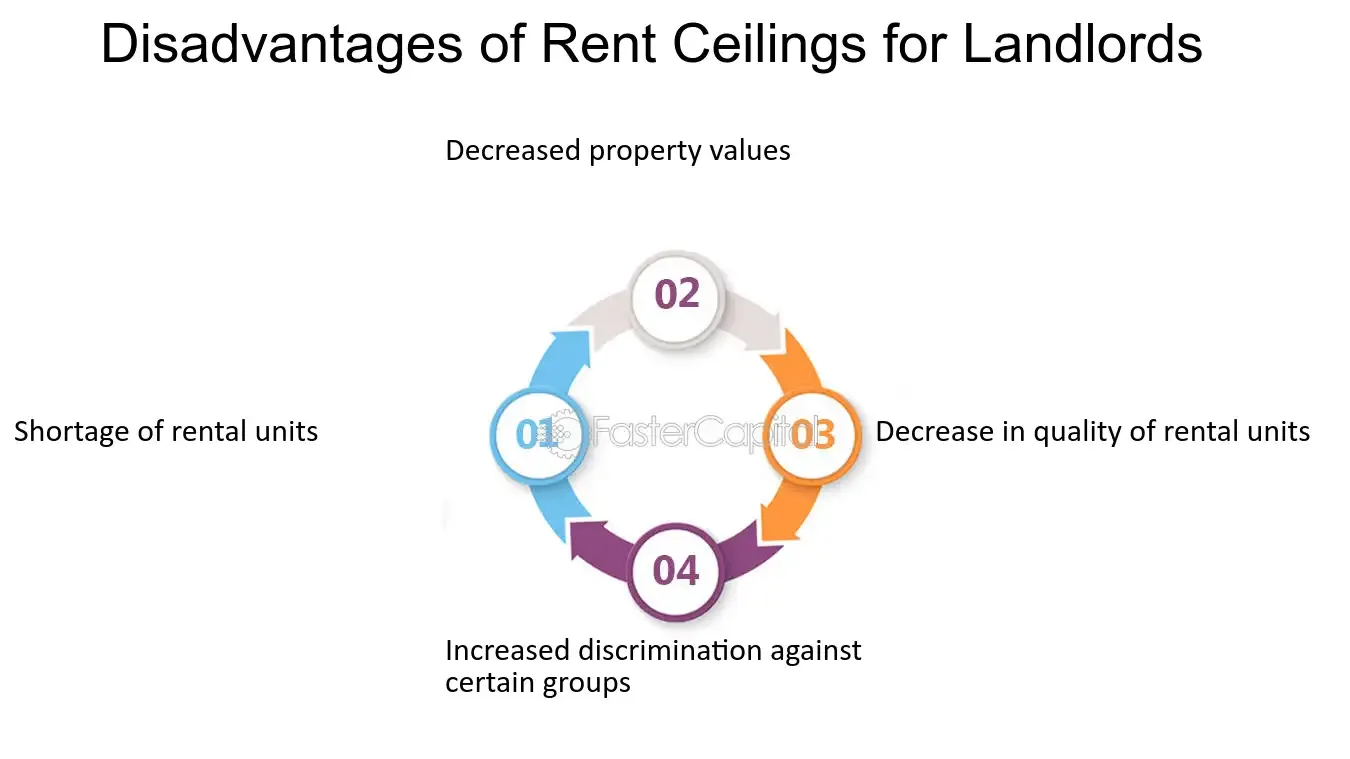 Disadvantages of Rent Ceilings for Landlords
Decreased property values
02
Shortage of rental units
01
FasterCapital
03
Decrease in quality of rental units
04
Increased discrimination against
certain groups